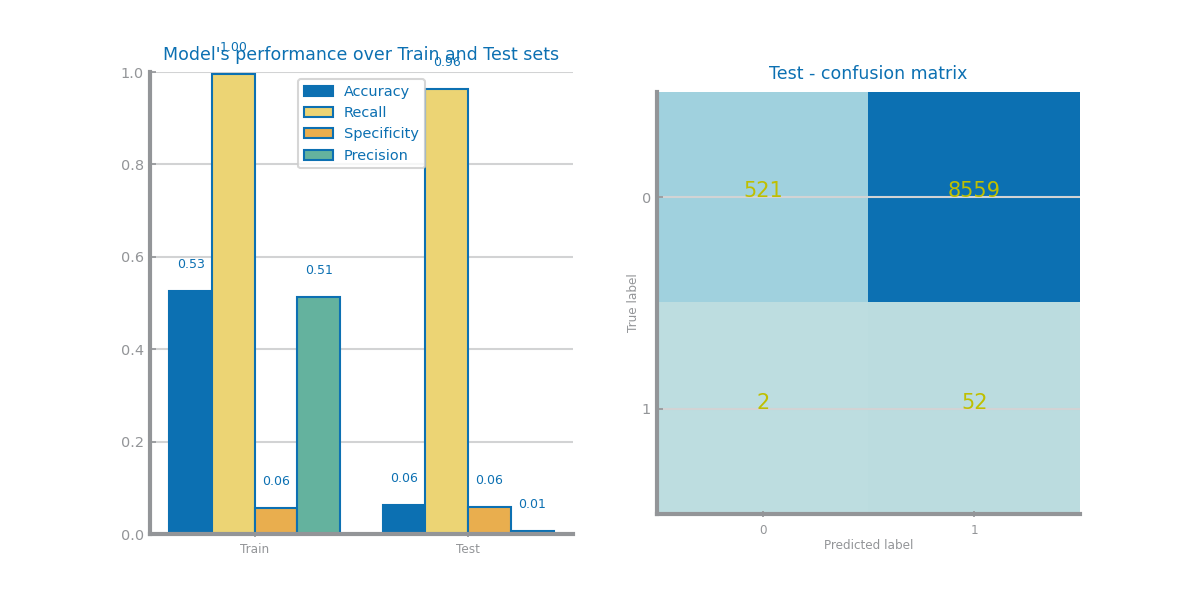 Model's performance over Train and Test sets
1.00
0.96
1.0
0.8
0.6
0.4
0.2
0.0
Accuracy
Recall
Specificity
Precision
0.53
0.06
0.51
0.06
0.06
0.01
Train
Test
Test - confusion matrix
True label
0
1
521
8559
2
52
0
1
Predicted label